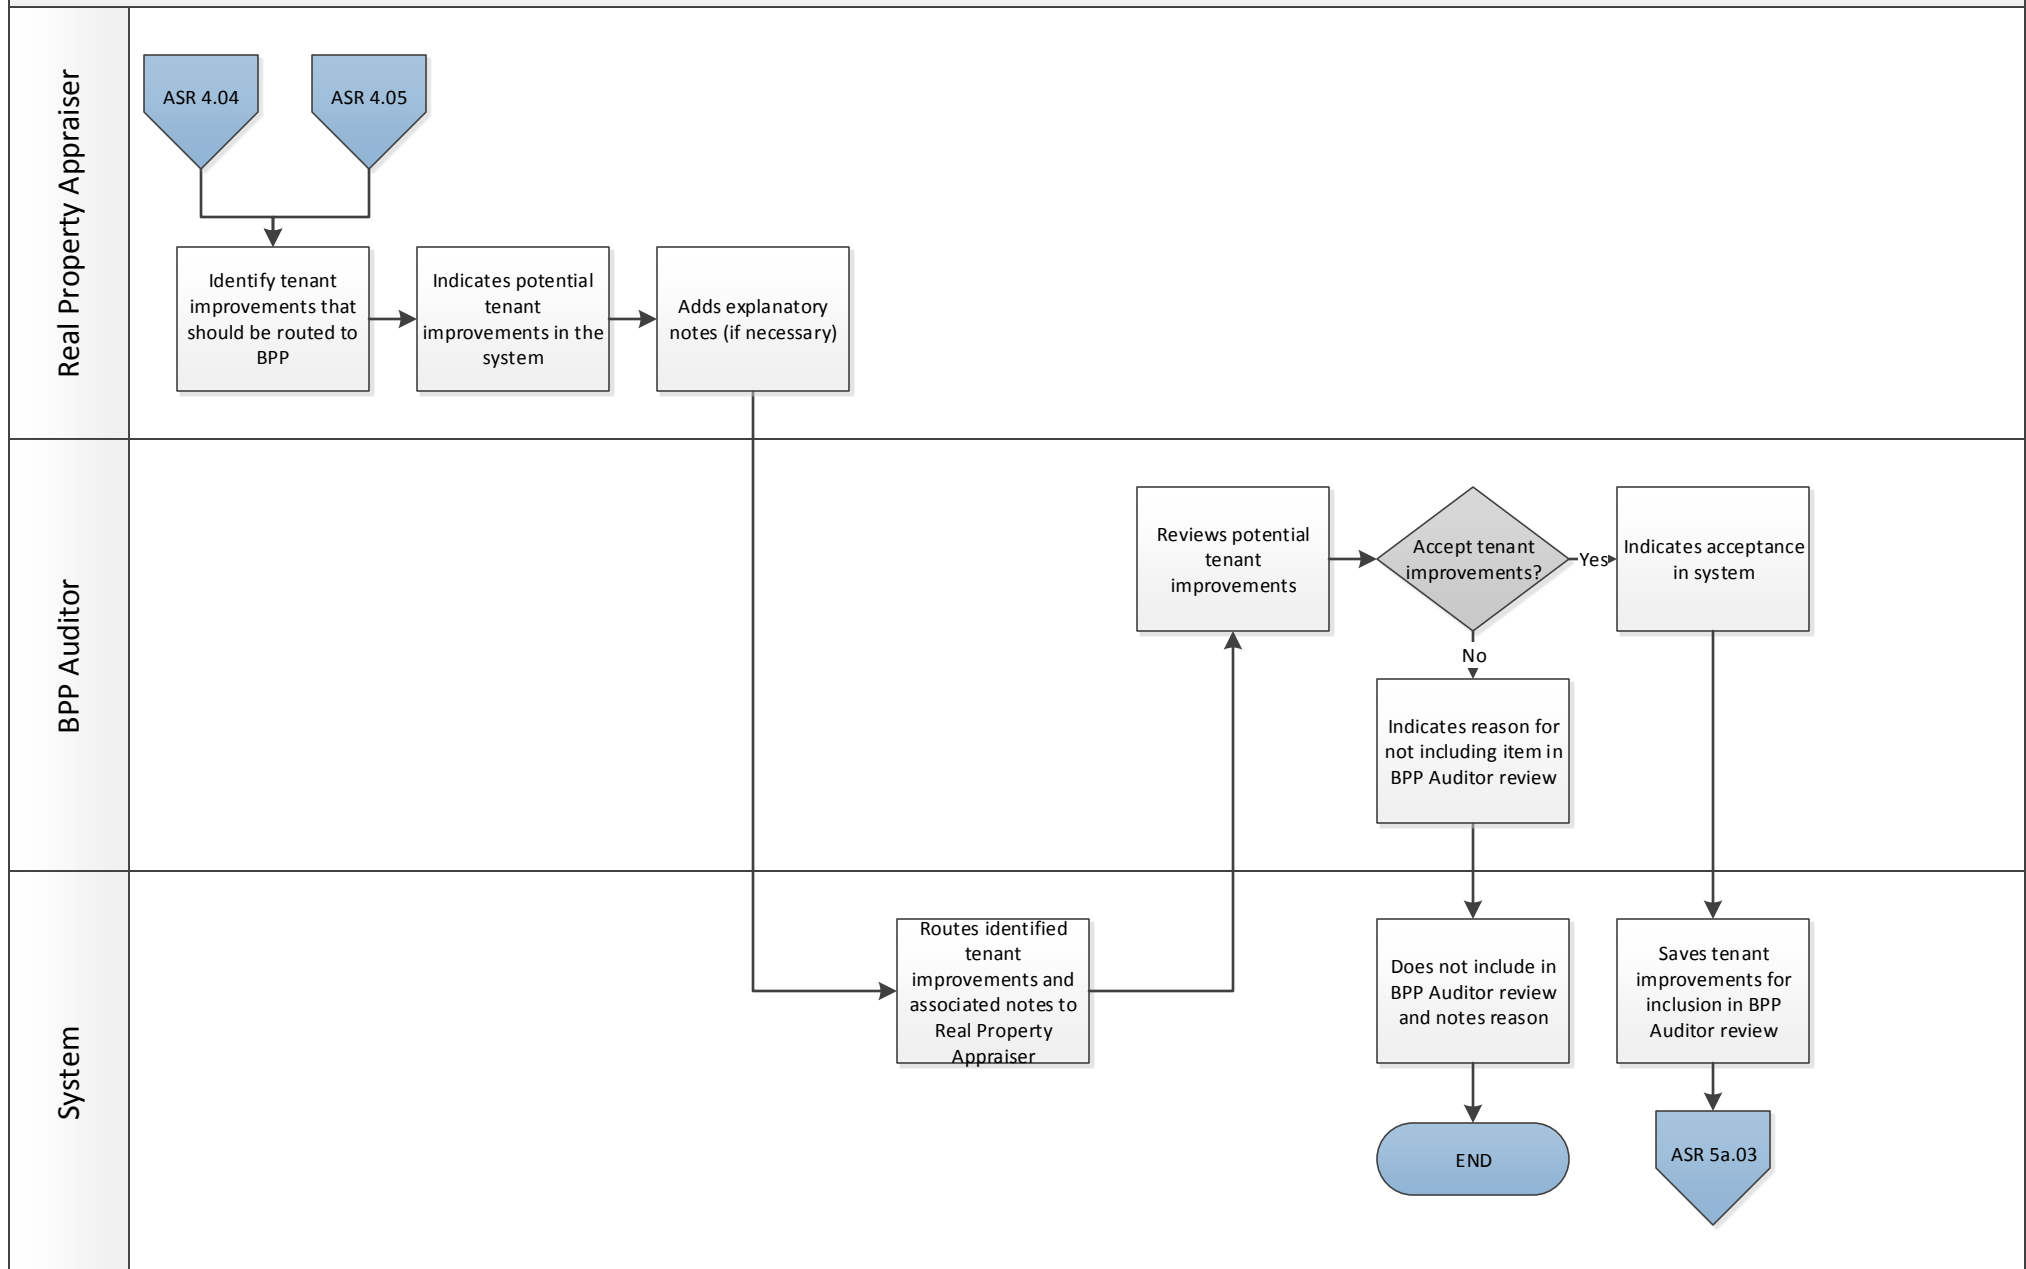 Real Property Appraiser
ASR 4.04
ASR 4.05
Identify tenant
improvements that
should be routed to
BPP
Indicates potential
tenant
improvements in the
system
Adds explanatory
notes (if necessary)
BPP Auditor
Reviews potential
tenant
improvements
Accept tenant
improvements?
Yes
Indicates acceptance
in system
No
Indicates reason for
not including item in
BPP Auditor review
System
Routes identified
tenant
improvements and
associated notes to
Real Property
Appraiser
Does not include in
BPP Auditor review
and notes reason
Saves tenant
improvements for
inclusion in BPP
Auditor review
END
ASR 5a.03